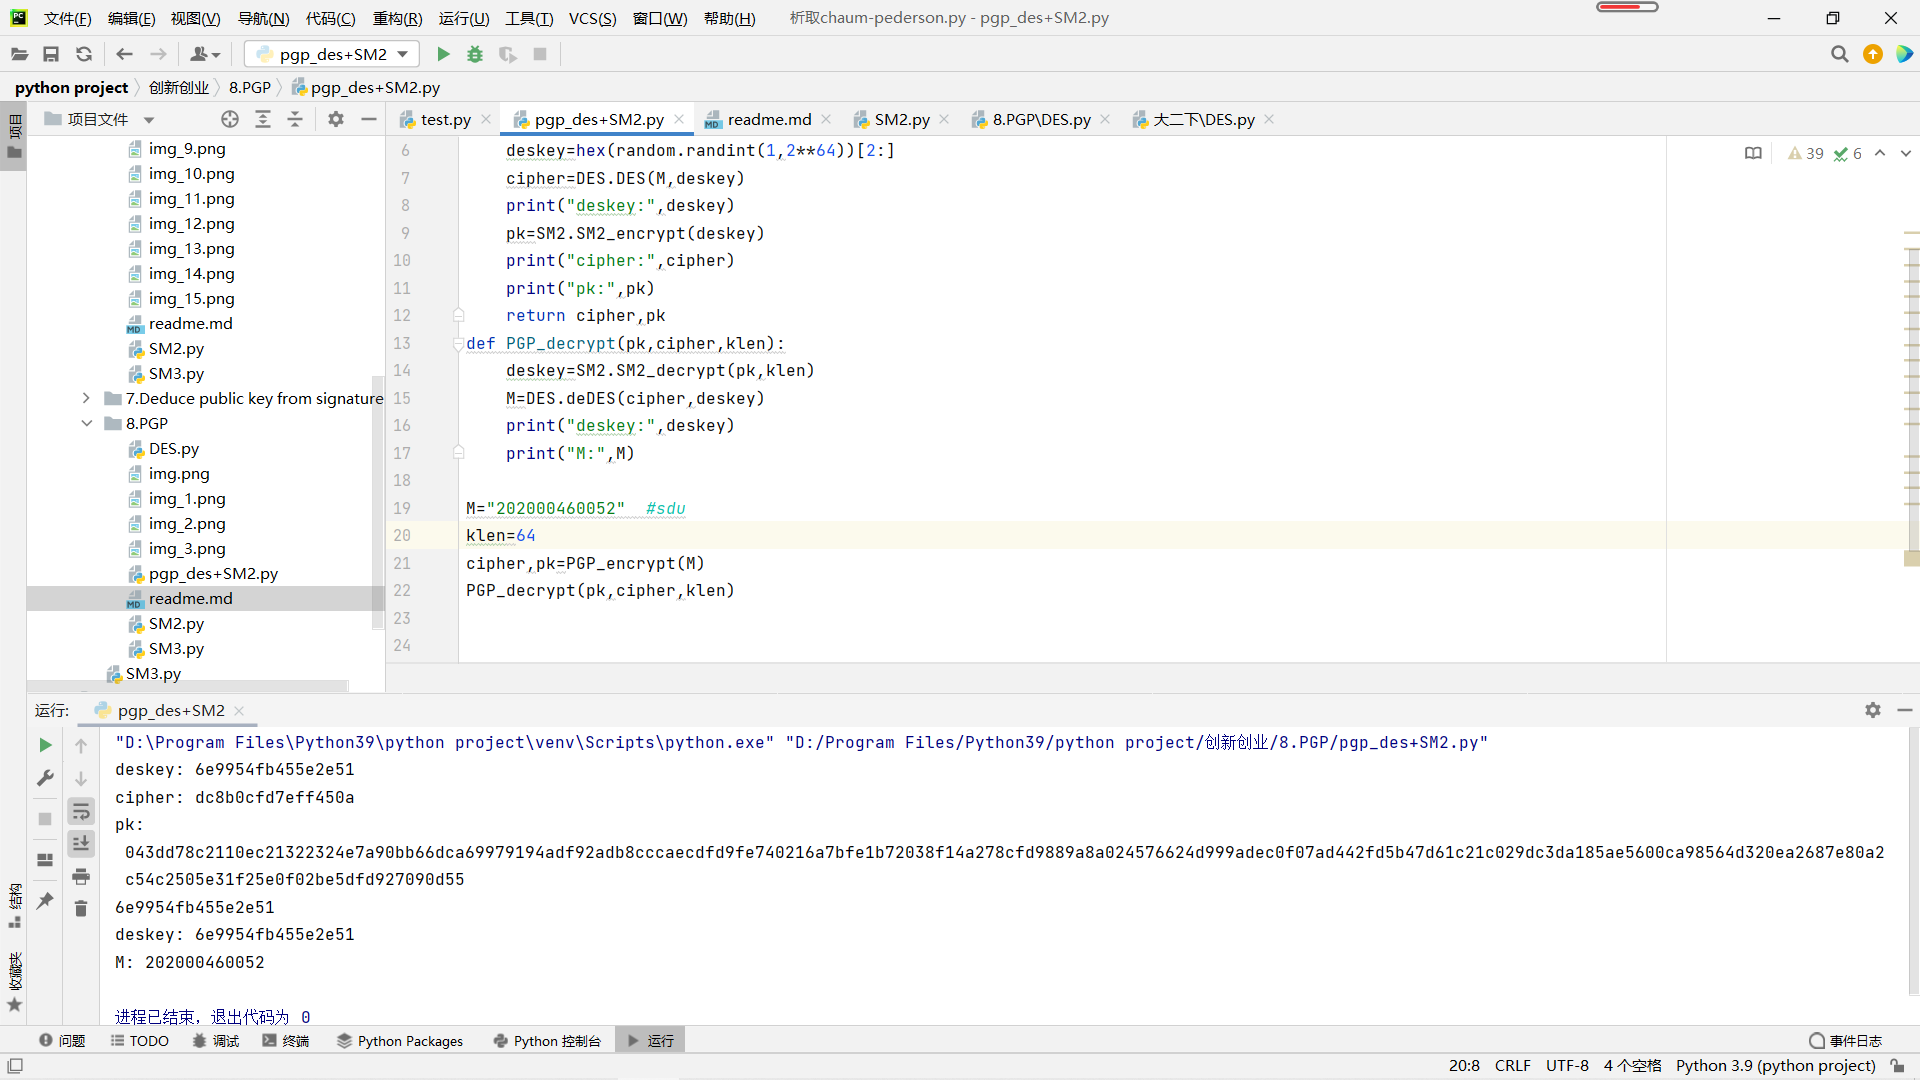 文件(F) 编辑(E) 视图(V) 导航(N) 代码(C) 重构(R) 运行(U) 工具(T) VCS(S) 窗口(W) 帮助(H) 析取chaum-pederson.py - pgp_des+SM2.py
pgp_des+SM2
python project 创新创业 8.PGP pgp_des+SM2.py
项目
项目文件
test.py pgp_des+SM2.py readme.md SM2.py 8.PGP\DES.py 大二下\DES.py
img_9.png
img_10.png
img_11.png
img_12.png
img_13.png
img_14.png
img_15.png
readme.md
SM2.py
SM3.py
7.Deduce public key from signature
8.PGP
DES.py
img.png
img_1.png
img_2.png
img_3.png
pgp_des+SM2.py
readme.md
SM2.py
SM3.py
SM3.py
39 6
6 deskey=hex(random.randint(1,2**64))[2:]
7 cipher=DES.DES(M,deskey)
8 print("deskey:",deskey)
9 pk=SM2.SM2_encrypt(deskey)
10 print("cipher:",cipher)
11 print("pk:",pk)
12 return cipher,pk
13 def PGP_decrypt(pk,cipher,klen):
14 deskey=SM2.SM2_decrypt(pk,klen)
15 M=DES.deDES(cipher,deskey)
16 print("deskey:",deskey)
17 print("M:",M)
18
19 M="202000460052"  #sdu
20 klen=64
21 cipher,pk=PGP_encrypt(M)
22 PGP_decrypt(pk,cipher,klen)
23
24
运行: pgp_des+SM2
"D:\Program Files\Python39\python project\venv\Scripts\python.exe" "D:/Program Files/Python39/python project/创新创业/8.PGP/pgp_des+SM2.py"
deskey: 6e9954fb455e2e51
cipher: dc8b0cfd7eff450a
pk:
043dd78c2110ec21322324e7a90bb66dca69979194adf92adb8cccaecdfd9fe740216a7bfe1b72038f14a278cfd9889a8a024576624d999adec0f07ad442fd5b47d61c21c029dc3da185ae5600ca98564d320ea2687e80a2
c54c2505e31f25e0f02be5dfd927090d55
6e9954fb455e2e51
deskey: 6e9954fb455e2e51
M: 202000460052
进程已结束，退出代码为 0
结构
收藏夹
问题 TODO 调试 终端 Python Packages Python 控制台 运行 事件日志
20:8 CRLF UTF-8 4 个空格 Python 3.9 (python project)